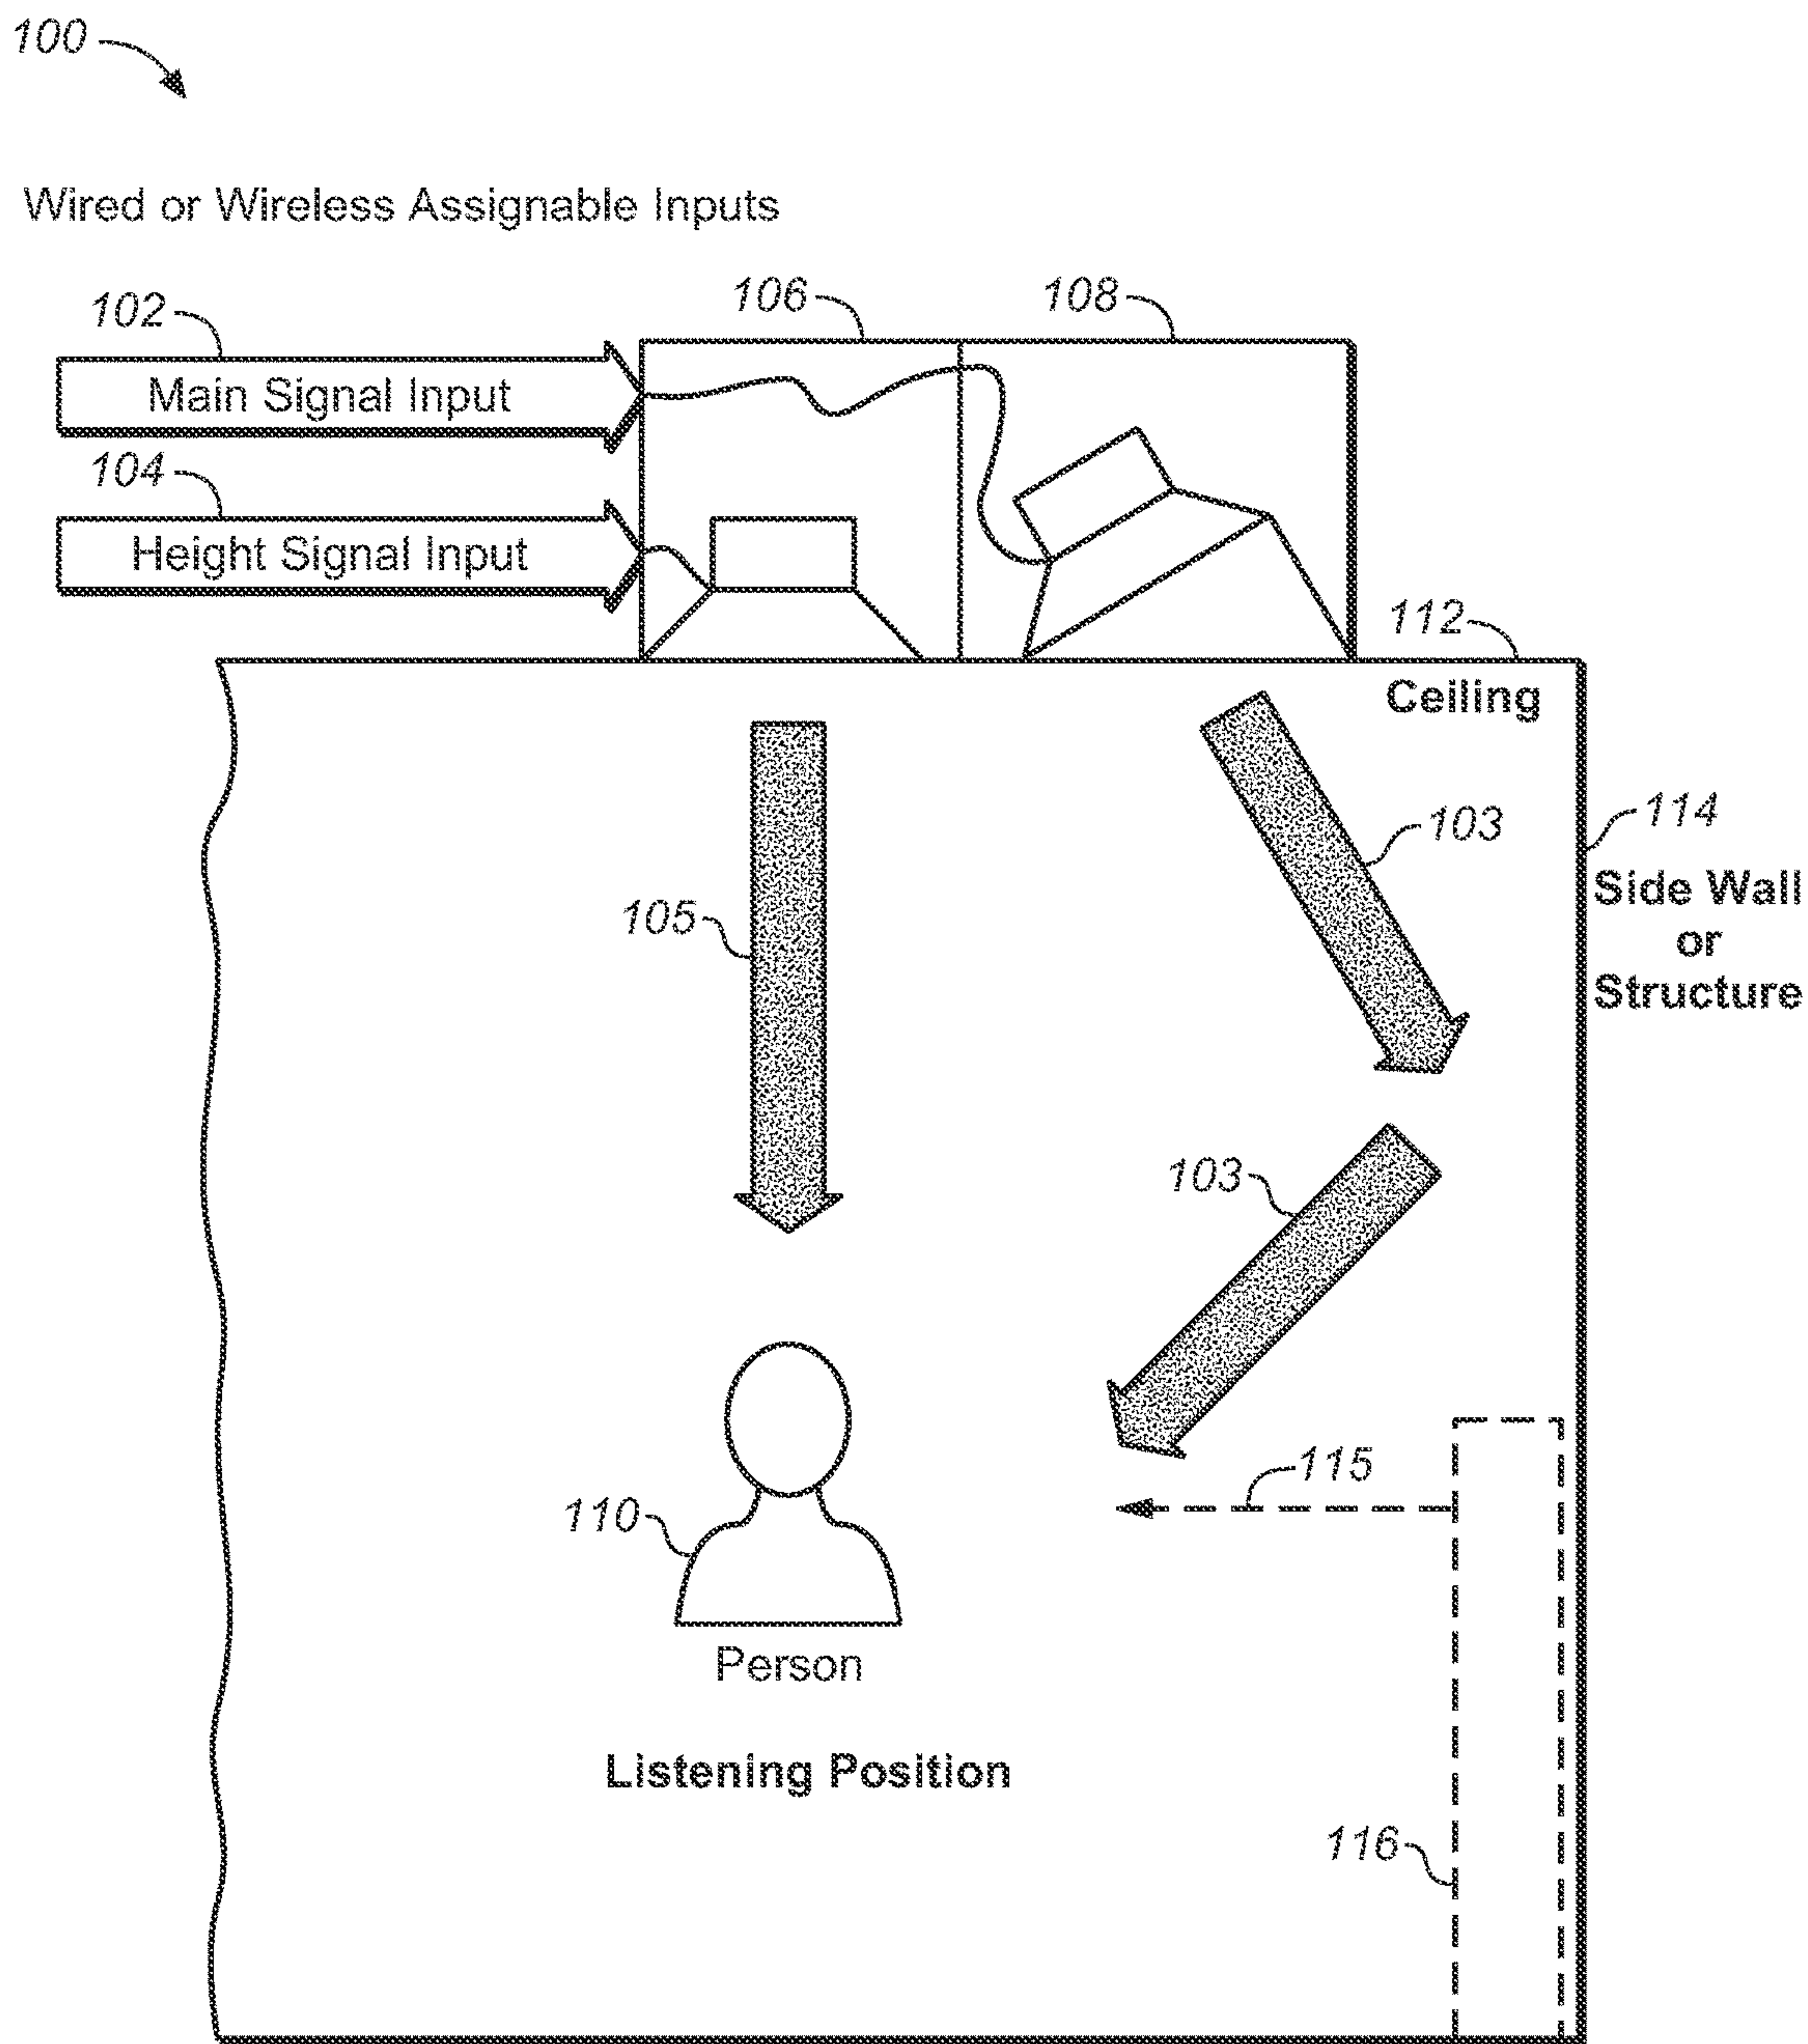 100
Wired or Wireless Assignable Inputs
102
106
108
Main Signal Input
104
Height Signal Input
112
Ceiling
114
103
Side Wall
or
Structure
105
103
115
110
Person
Listening Position
116